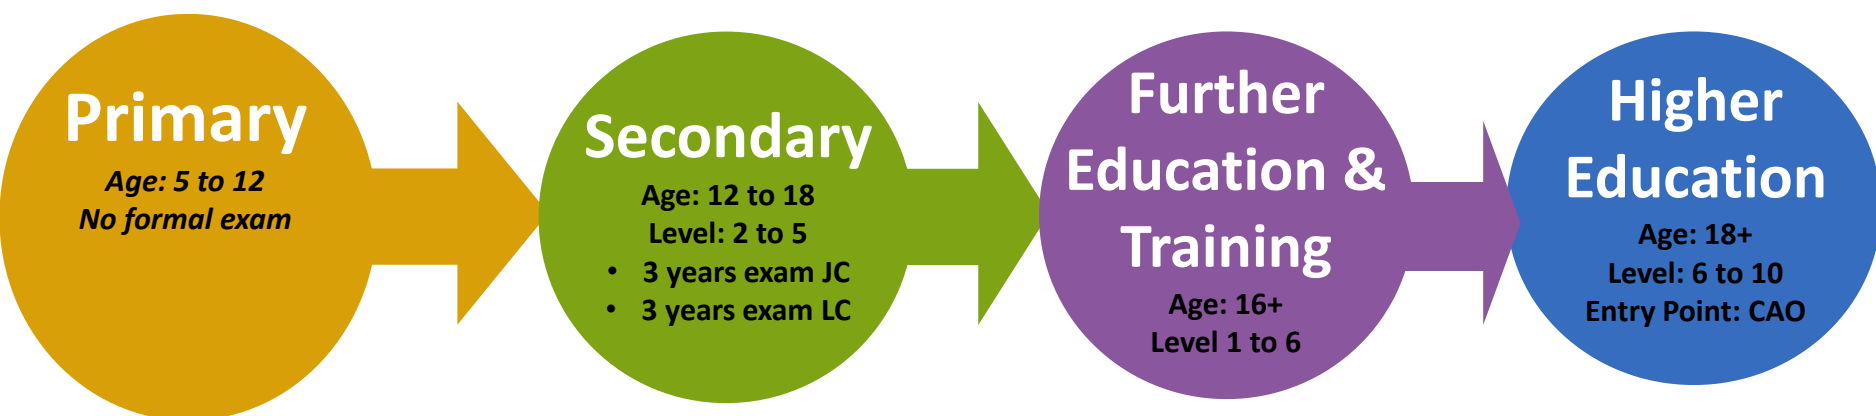 Primary
Age: 5 to 12
No formal exam
Secondary
Age: 12 to 18
Level: 2 to 5
• 3 years exam JC
• 3 years exam LC
Further
Education &
Training
Age: 16+
Level 1 to 6
Higher
Education
Age: 18+
Level: 6 to 10
Entry Point: CAO